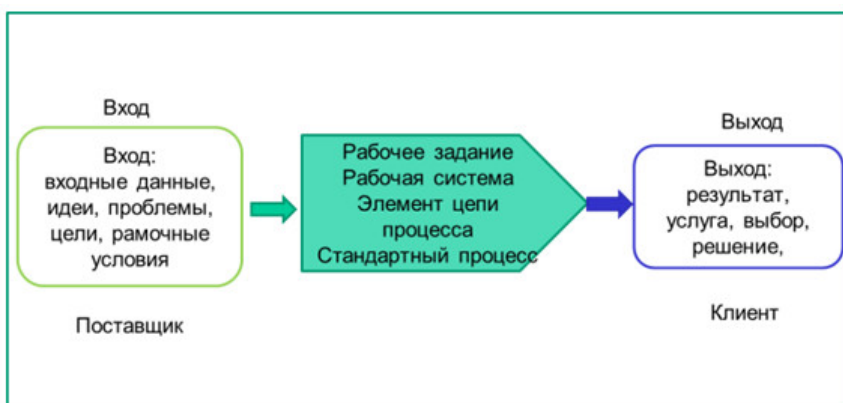 Вход
Вход:
входные данные,
идеи, проблемы,
цели, рамочные
условия
Поставщик
Рабочее задание
Рабочая система
Элемент цепи
процесса
Стандартный процесс
Выход
Выход:
результат,
услуга, выбор,
решение,
Клиент